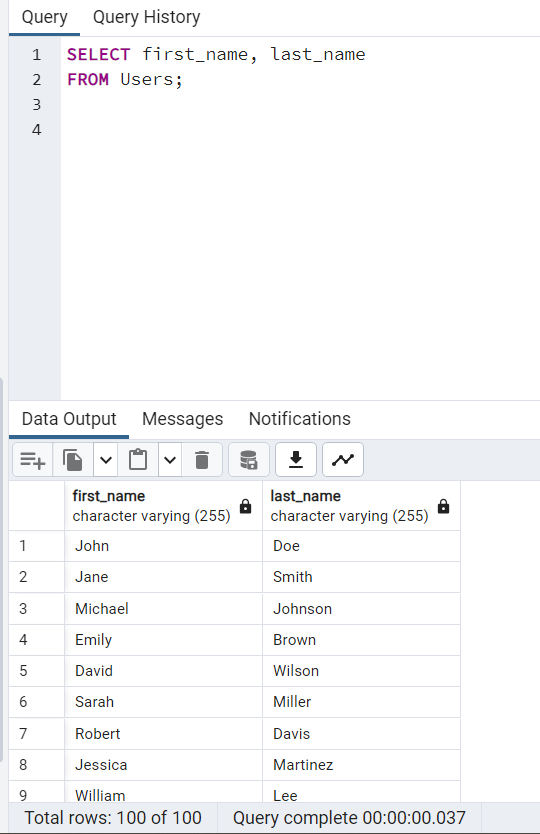 Query Query History
1 SELECT first_name, last_name
2 FROM Users;
3
4
Data Output Messages Notifications
first_name last_name
character varying (255) character varying (255)
1 John Doe
2 Jane Smith
3 Michael Johnson
4 Emily Brown
5 David Wilson
6 Sarah Miller
7 Robert Davis
8 Jessica Martinez
9 William Lee
Total rows: 100 of 100 Query complete 00:00:00.037